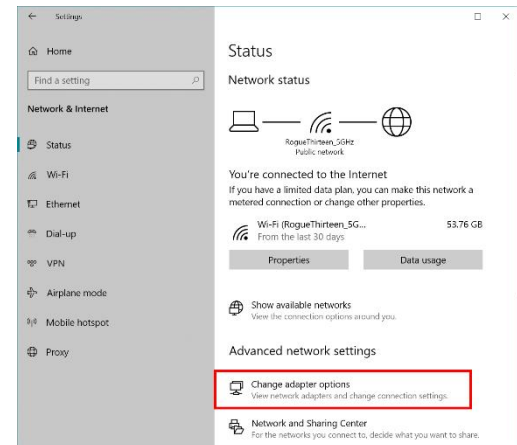 Settings
Home
Find a setting
Network & Internet
Status
Wi-Fi
Ethernet
Dial-up
VPN
Airplane mode
Mobile hotspot
Proxy
Status
Network status
RogueThirteen_5GHz
Public network
You're connected to the Internet
If you have a limited data plan, you can make this network a
metered connection or change other properties.
Wi-Fi (RogueThirteen_5G... 53.76 GB
From the last 30 days
Properties Data usage
Show available networks
View the connection options around you.
Advanced network settings
Change adapter options
View network adapters and change connection settings.
Network and Sharing Center
For the networks you connect to, decide what you want to share.